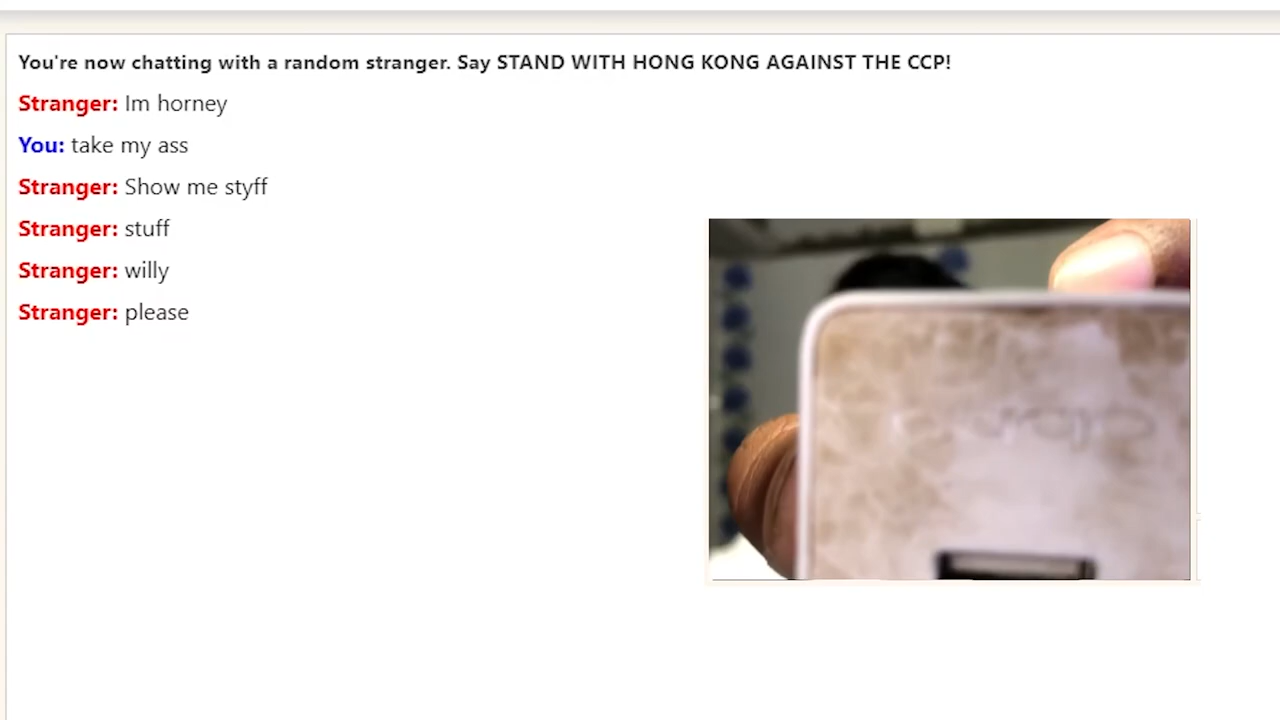 You're now chatting with a random stranger. Say STAND WITH HONG KONG AGAINST THE CCP!
Stranger: Im horney
You: take my ass
Stranger: Show me styff
Stranger: stuff
Stranger: willy
Stranger: please